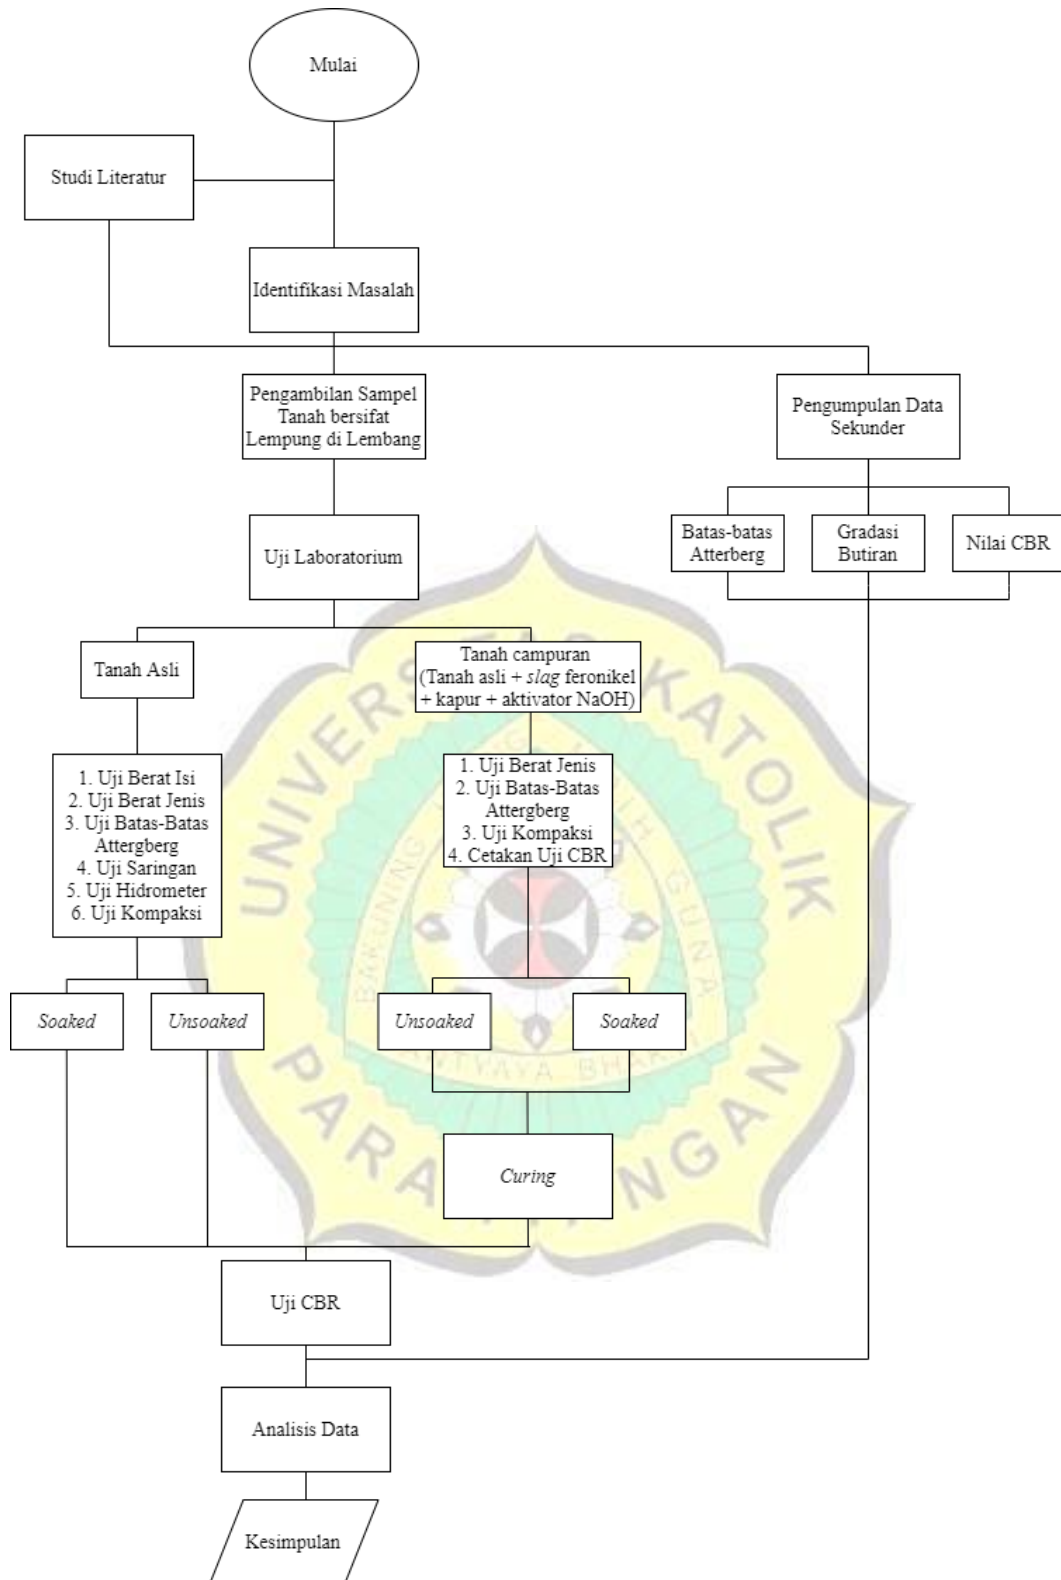 Mulai
Studi Literatur
Identifikasi Masalah
Pengambilan Sampel
Tanah bersifat
Lempung di Lembang
Pengumpulan Data
Sekunder
Uji Laboratorium
Batas-batas
Atterberg
Gradasi
Butiran
Nilai CBR
Tanah Asli
Tanah campuran
(Tanah asli + slag feronikel
+ kapur + aktivator NaOH)
1. Uji Berat Isi
2. Uji Berat Jenis
3. Uji Batas-Batas
Attergberg
4. Uji Saringan
5. Uji Hidrometer
6. Uji Kompaksi
1. Uji Berat Jenis
2. Uji Batas-Batas
Attergberg
3. Uji Kompaksi
4. Cetakan Uji CBR
Soaked
Unsoaked
Unsoaked
Soaked
Curing
Uji CBR
Analisis Data
Kesimpulan
UNIVERSITAS KATOLIK
PARAHYANGAN